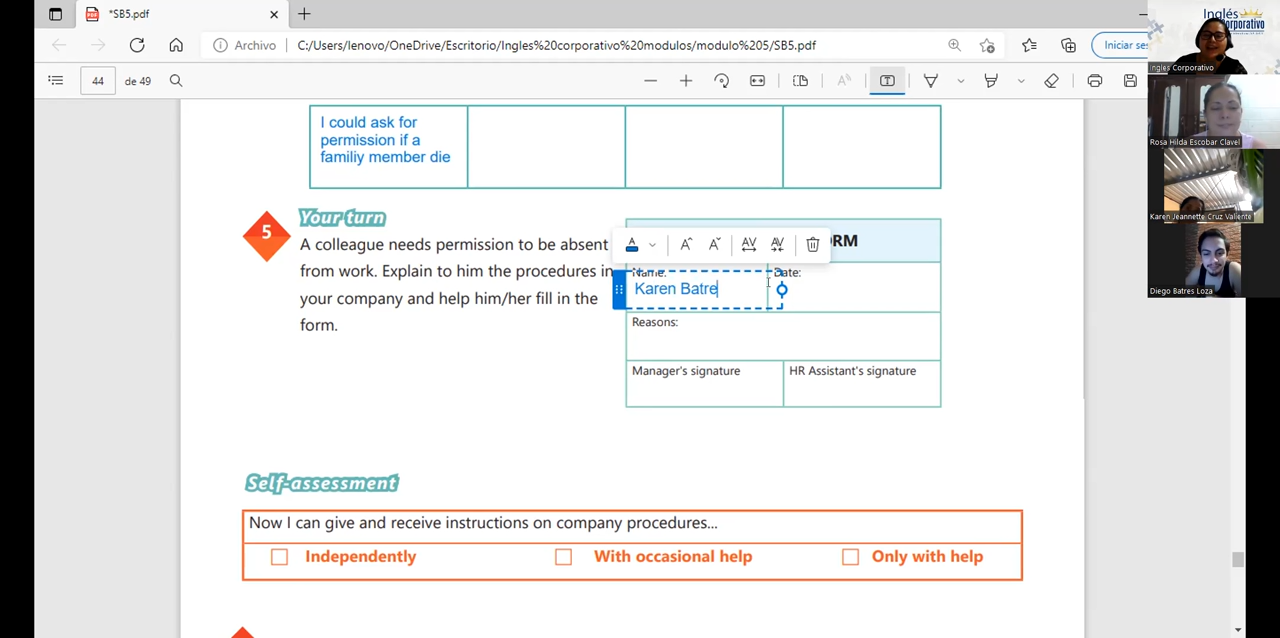 *SB5.pdf
Archivo
C:/Users/lenovo/OneDrive/Escritorio/Ingles%20corporativo%20modulos/modulo%205/SB5.pdf
Iniciar ses
44
de 49
I could ask for
permission if a
familiy member die
5
Your turn
A colleague needs permission to be absent
from work. Explain to him the procedures in
your company and help him/her fill in the
form.
ORM
Name:
Date:
Karen Batre
Reasons:
Manager's signature
HR Assistant's signature
Self-assessment
Now I can give and receive instructions on company procedures...
Independently
With occasional help
Only with help
Inglés
Corporativo
Ingles Corporativo
Rosa Hilda Escobar Clavel
Karen Jeannette Cruz Valiente
Diego Batres Loza